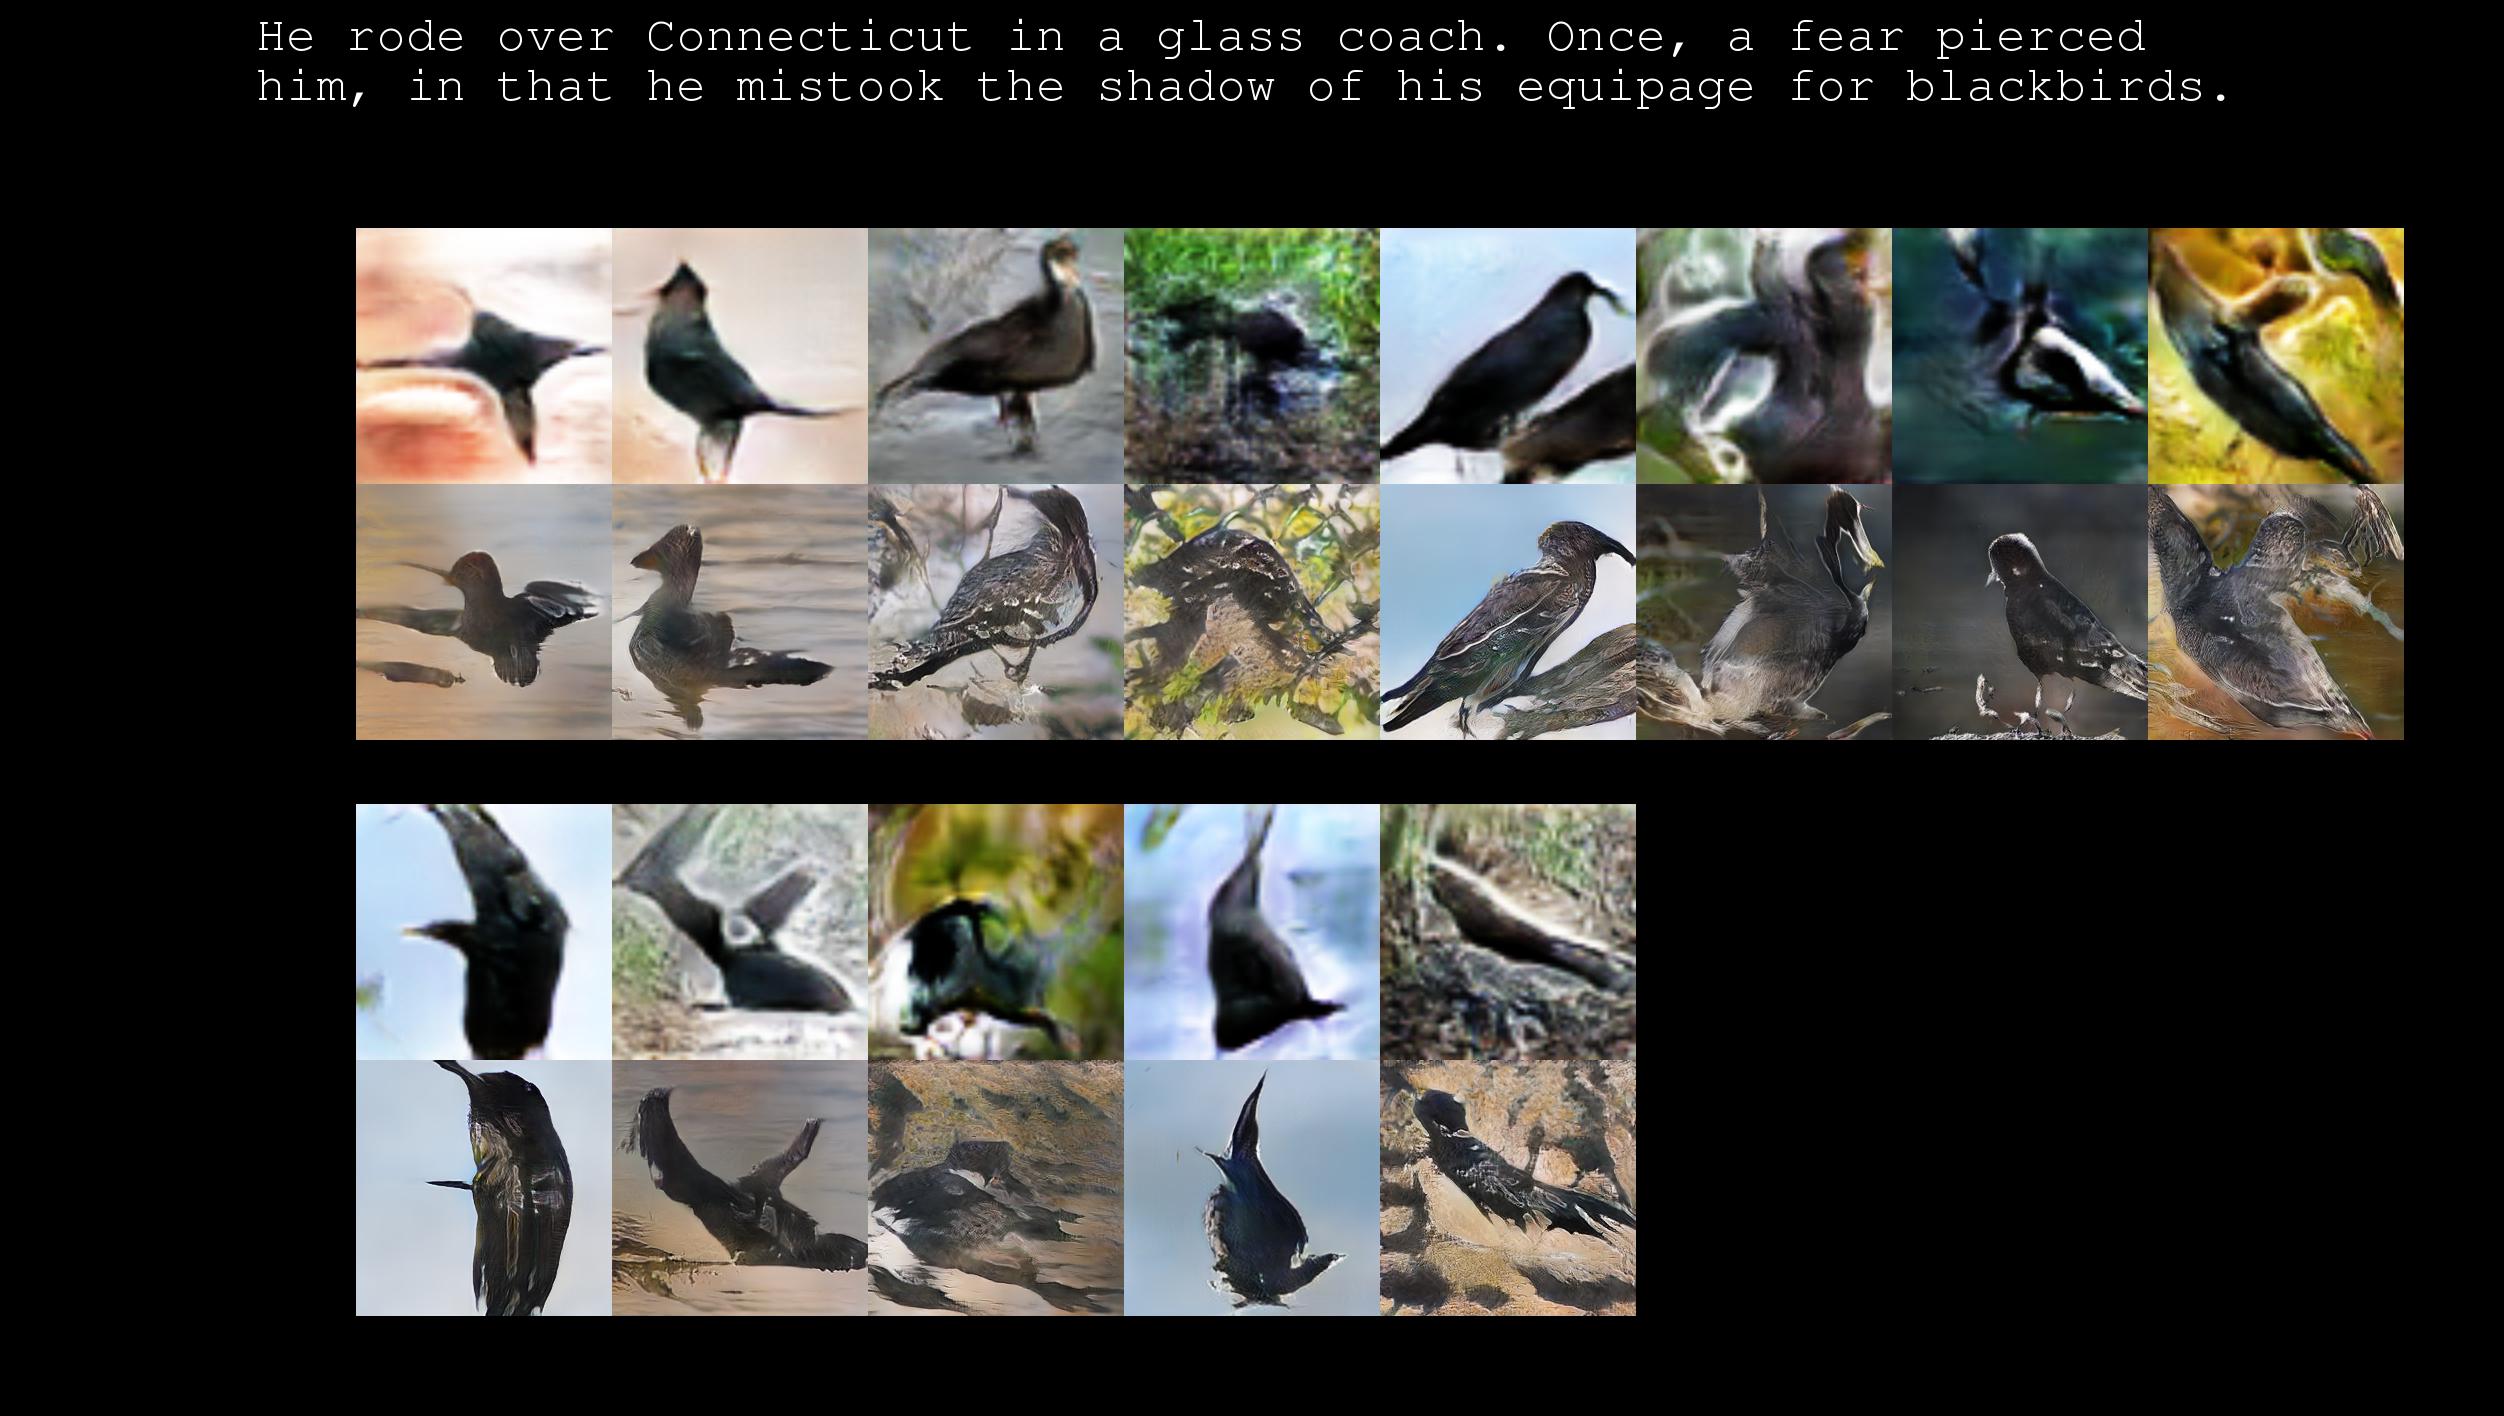 He rode over Connecticut in a glass coach. Once, a fear pierced
him, in that he mistook the shadow of his equipage for blackbirds.